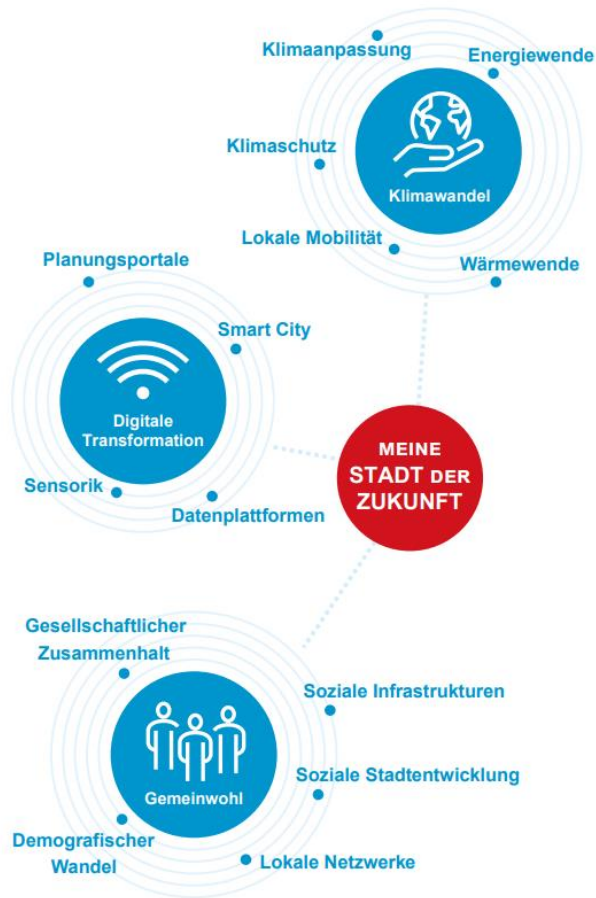 Klimaanpassung
Energiewende
Klimaschutz
Klimawandel
Lokale Mobilität
Wärmewende
Planungsportale
Smart City
Digitale
Transformation
Sensorik
Datenplattformen
MEINE
STADT DER
ZUKUNFT
Gesellschaftlicher
Zusammenhalt
Soziale Infrastrukturen
Soziale Stadtentwicklung
Gemeinwohl
Demografischer
Wandel
Lokale Netzwerke